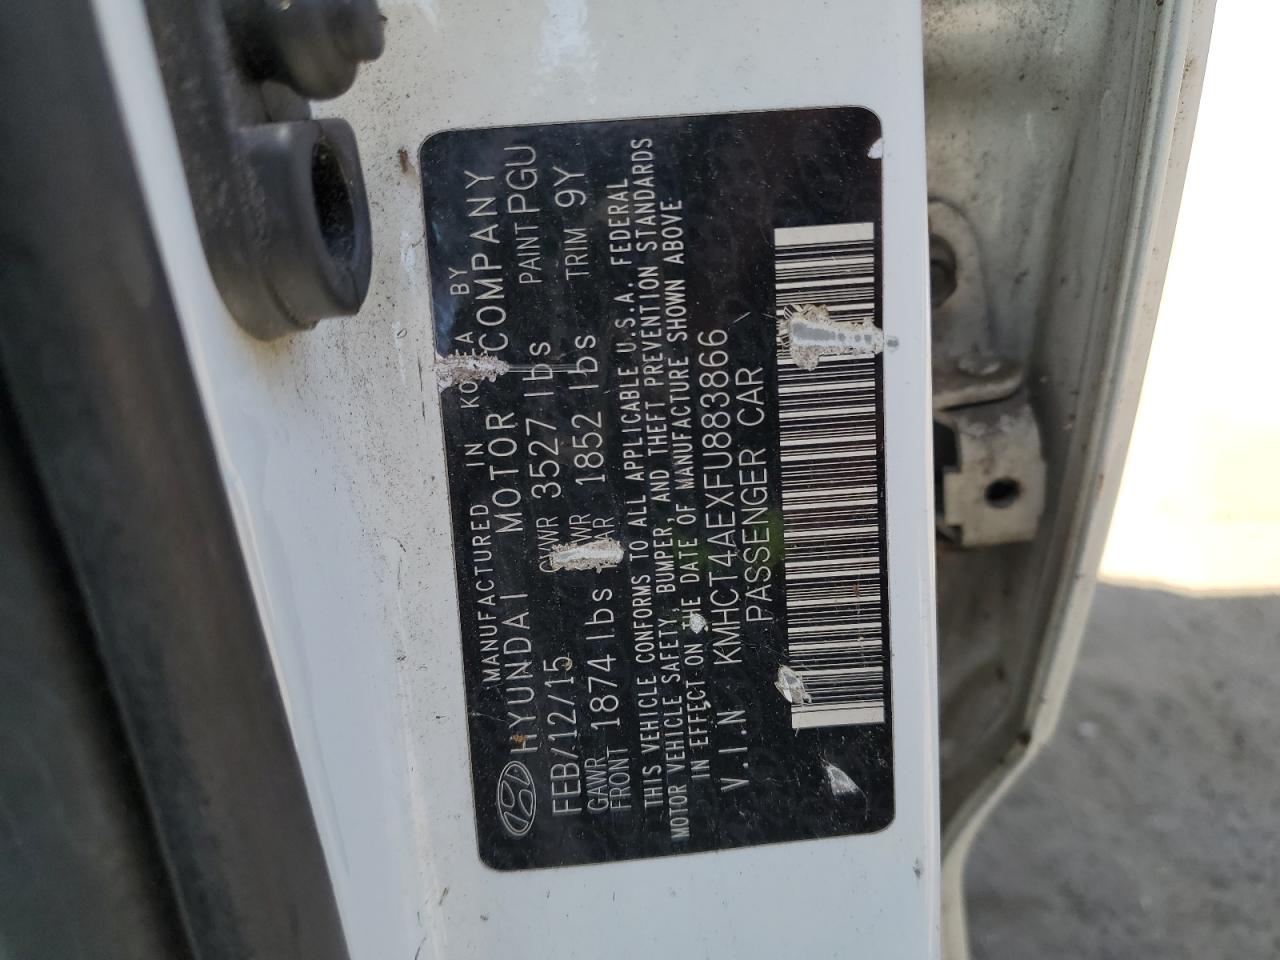 MANUFACTURED IN KOREA BY
HYUNDAI MOTOR COMPANY
FEB/12/15 GVWR 3527 lbs PAINT PGU
GAWR FRONT 1874 lbs 1852 lbs TRIM 9Y
THIS VEHICLE CONFORMS TO ALL APPLICABLE U.S.A. FEDERAL
MOTOR VEHICLE SAFETY, BUMPER, AND THEFT PREVENTION STANDARDS
IN EFFECT ON THE DATE OF MANUFACTURE SHOWN ABOVE
V.I.N KMHCT4AEXFU883866
PASSENGER CAR